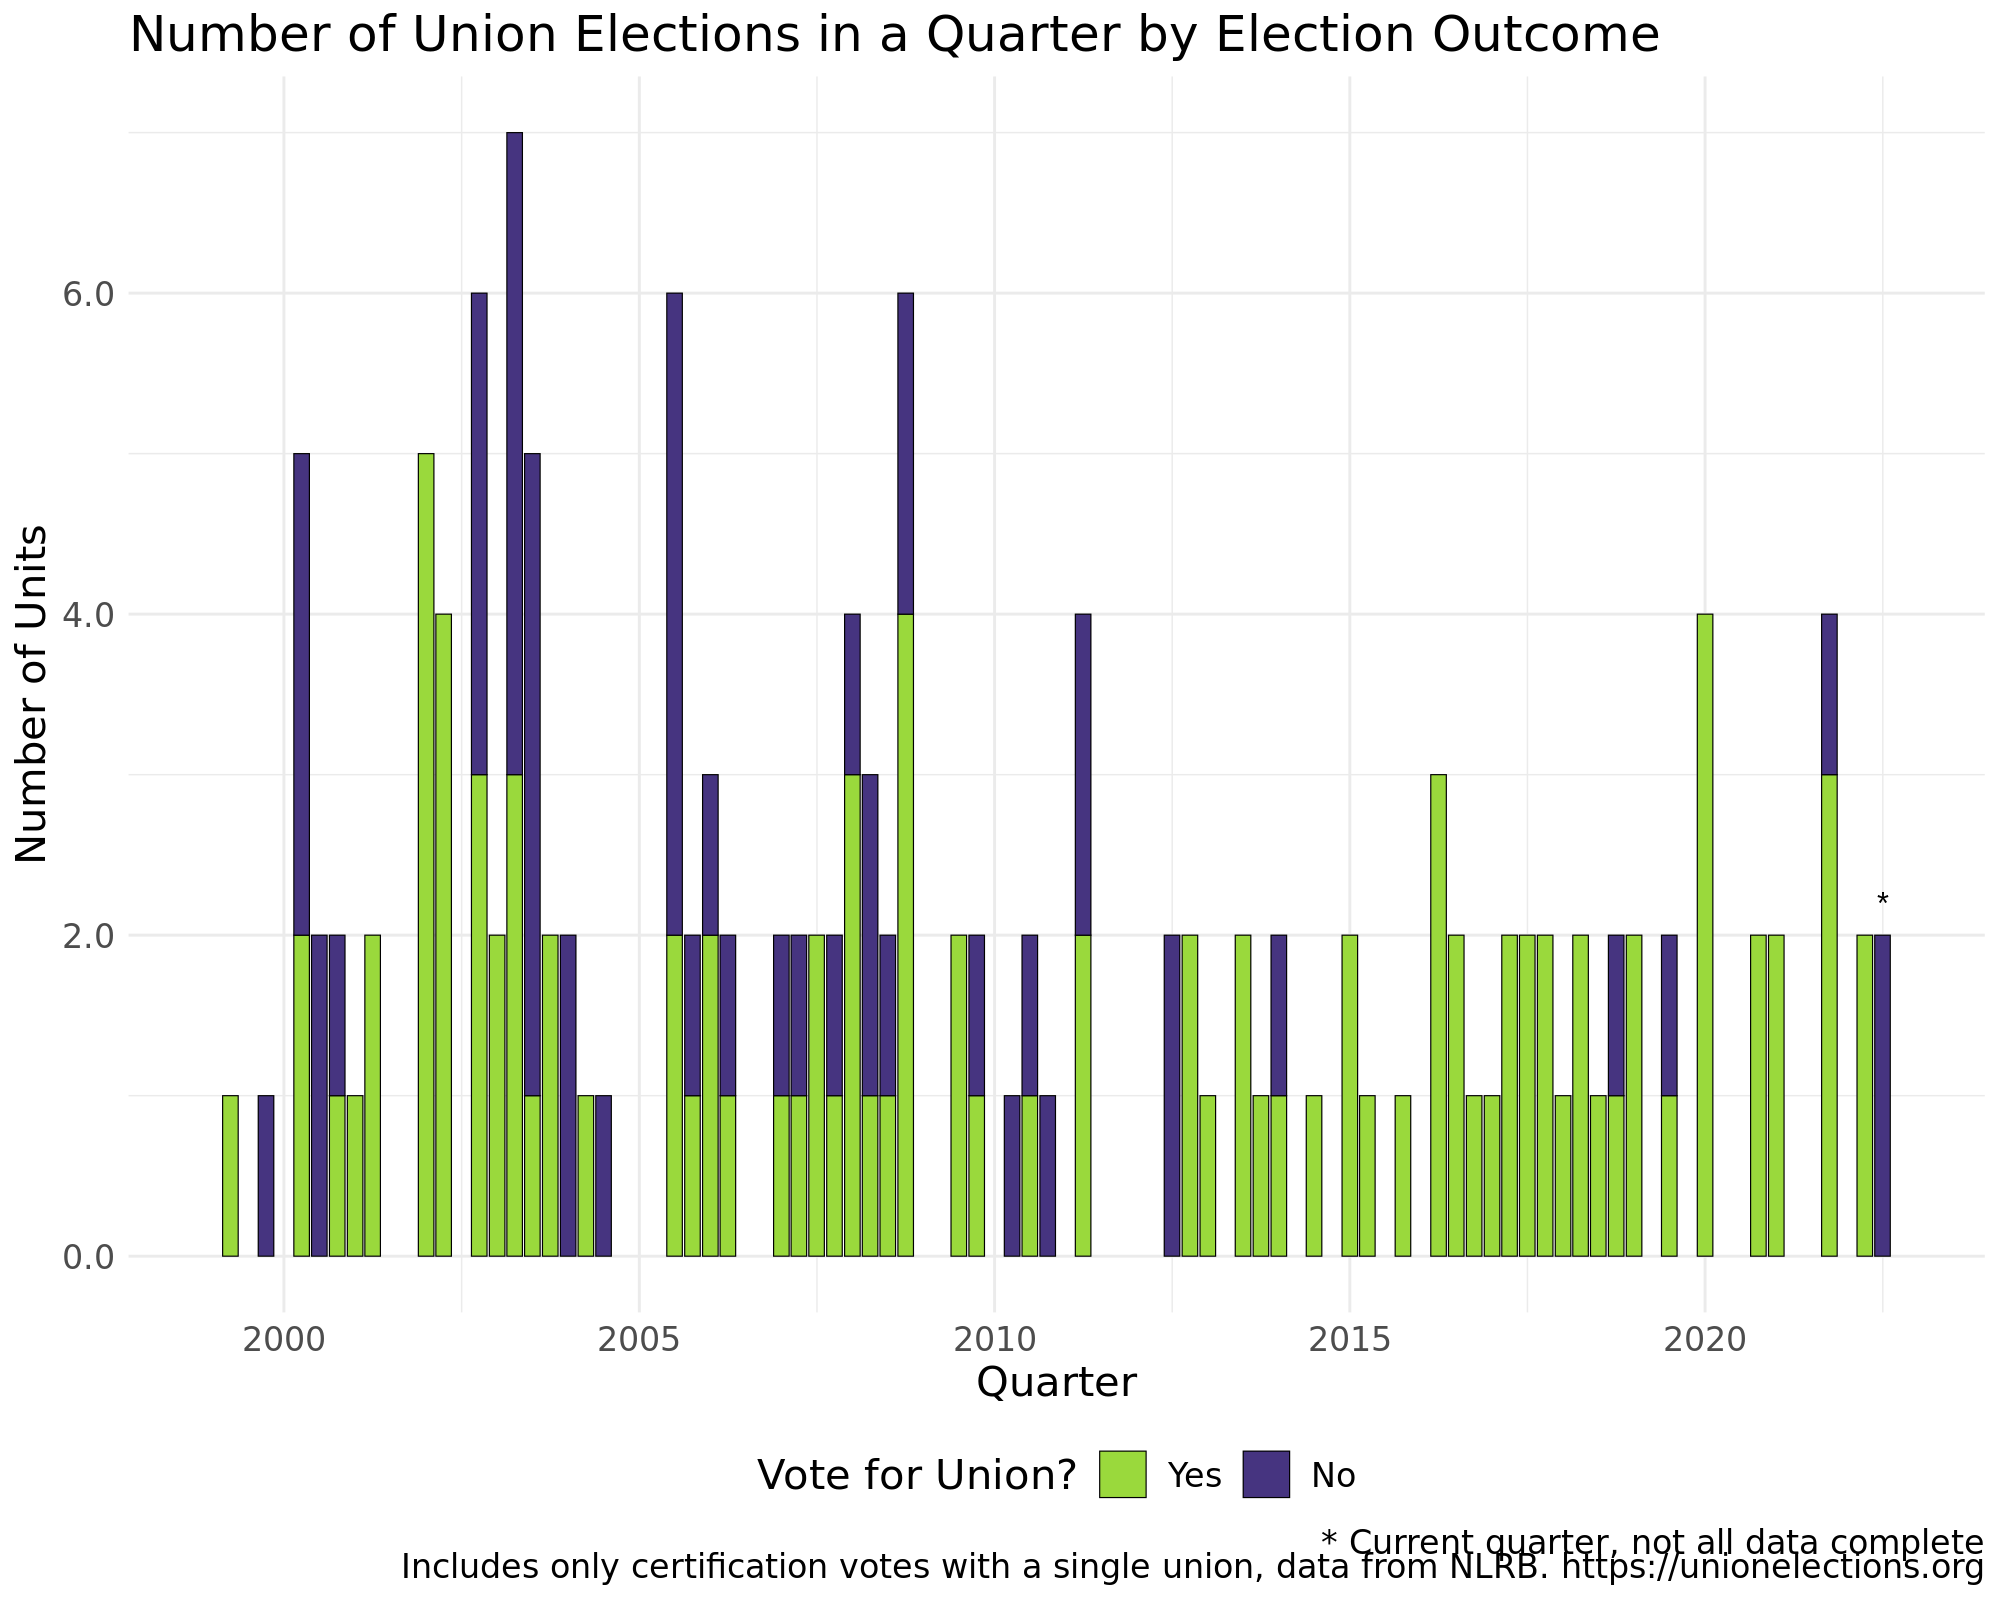 Number of Union Elections in a Quarter by Election Outcome
Number of Units
6.0
4.0
2.0
0.0
*
2000 2005 2010 2015 2020
Quarter
Vote for Union? Yes No
* Current quarter, not all data complete
Includes only certification votes with a single union, data from NLRB. https://unionelections.org